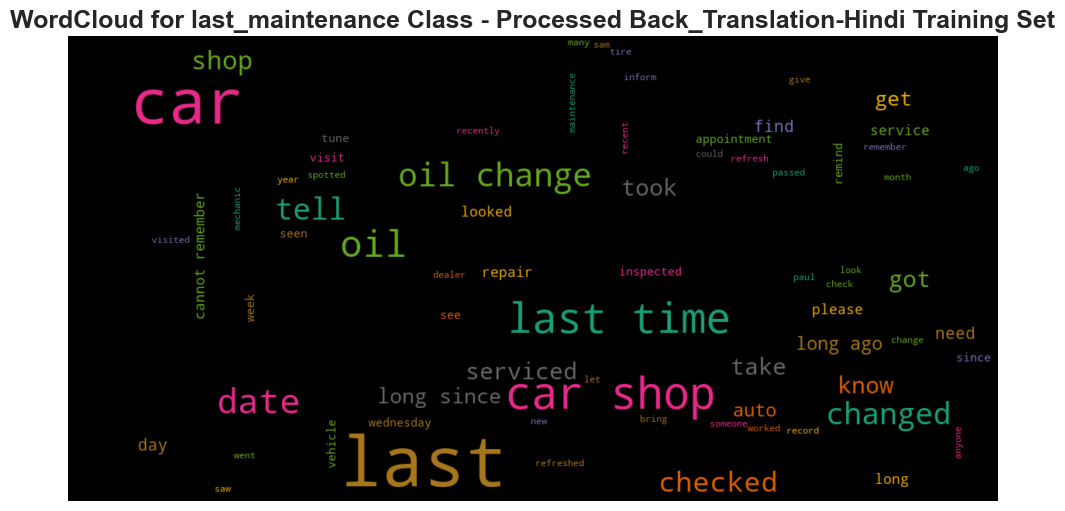 WordCloud for last_maintenance Class - Processed Back_Translation-Hindi Training Set
many
sam
tire
shop
car
maintenance
inform
give
get
recently
recent
tune
find
appointment
service
visit
could
refresh
remember
remind
year
spotted
oil change
took
passed
month
ago
mechanic
tell
looked
cannot remember
seen
visited
oil
dealer
repair
inspected
paul
look
check
got
week
see
last time
please
long ago
change
need
since
serviced
let
take
know
date
long since
car shop
auto
changed
day
wednesday
vehicle
new
bring
someone
worked
record
anyone
went
last
refreshed
saw
checked
long